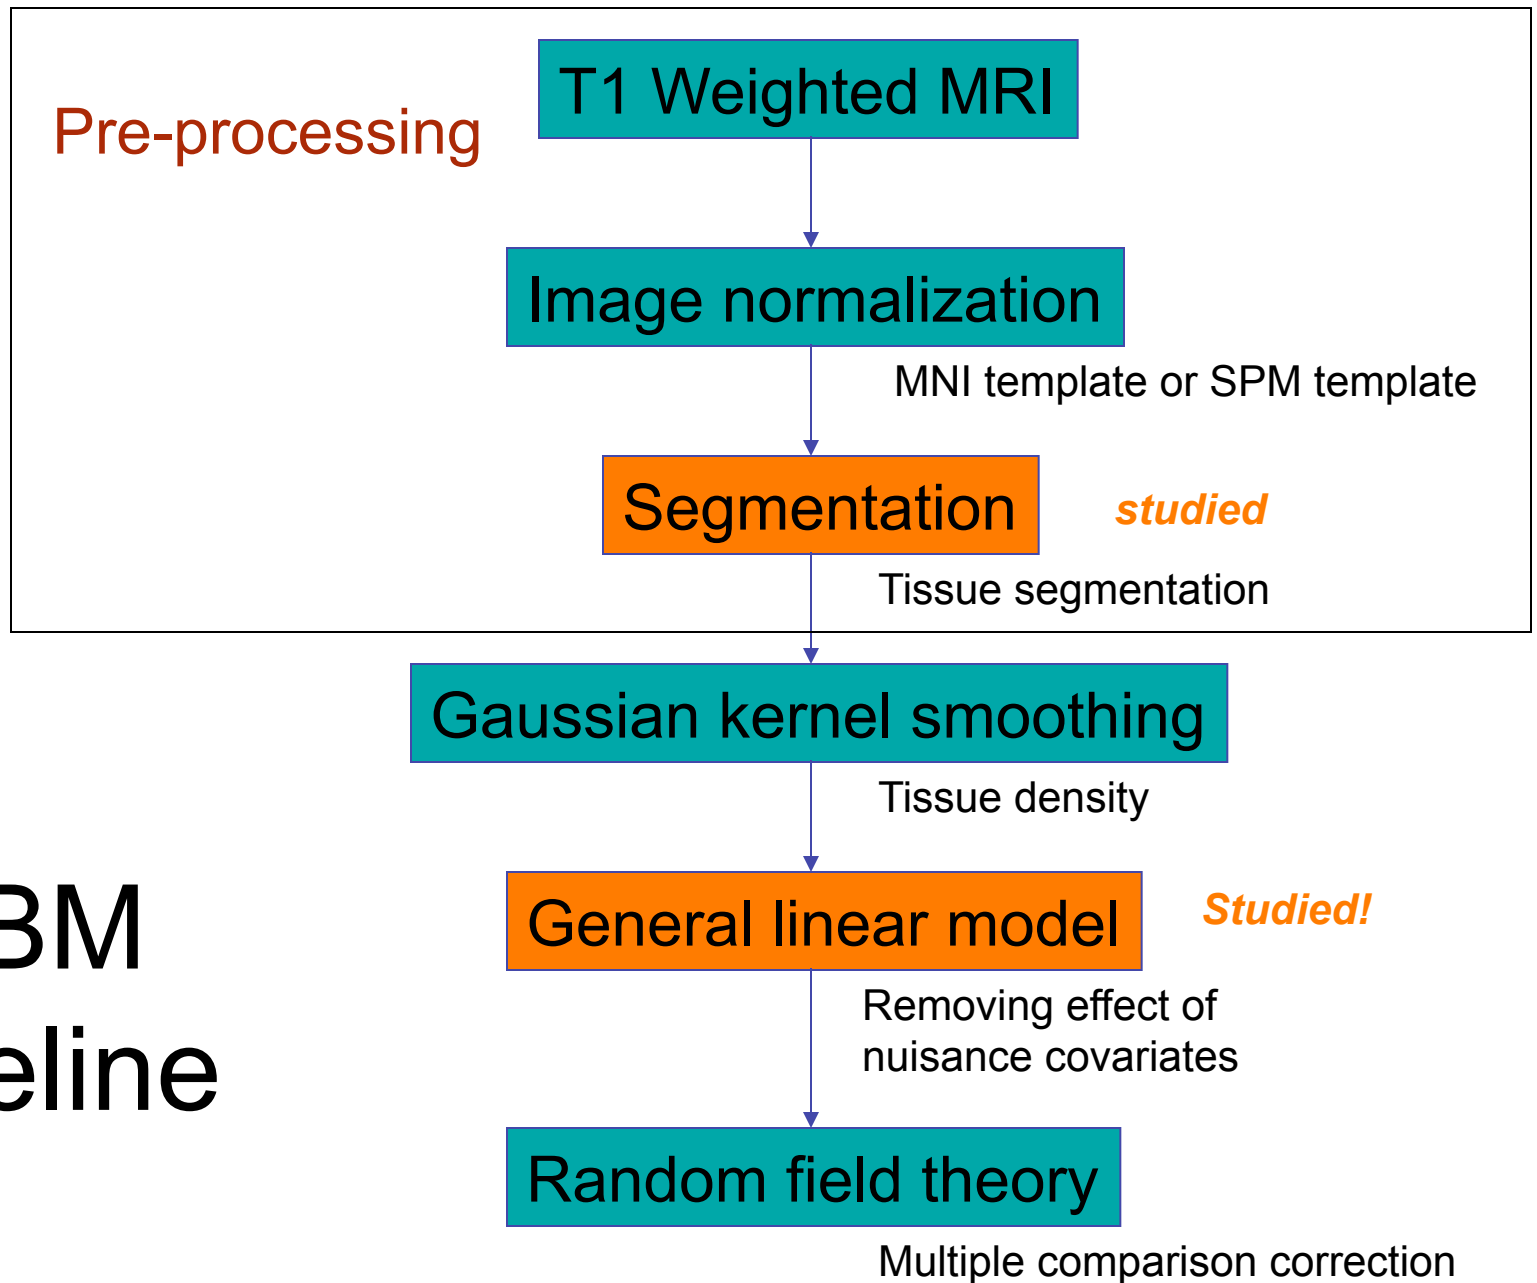 T1 Weighted MRI
Pre-processing
Image normalization
MNI template or SPM template
Segmentation
studied
Tissue segmentation
Gaussian kernel smoothing
Tissue density
BM
eline
General linear model
Studied!
Removing effect of
nuisance covariates
Random field theory
Multiple comparison correction